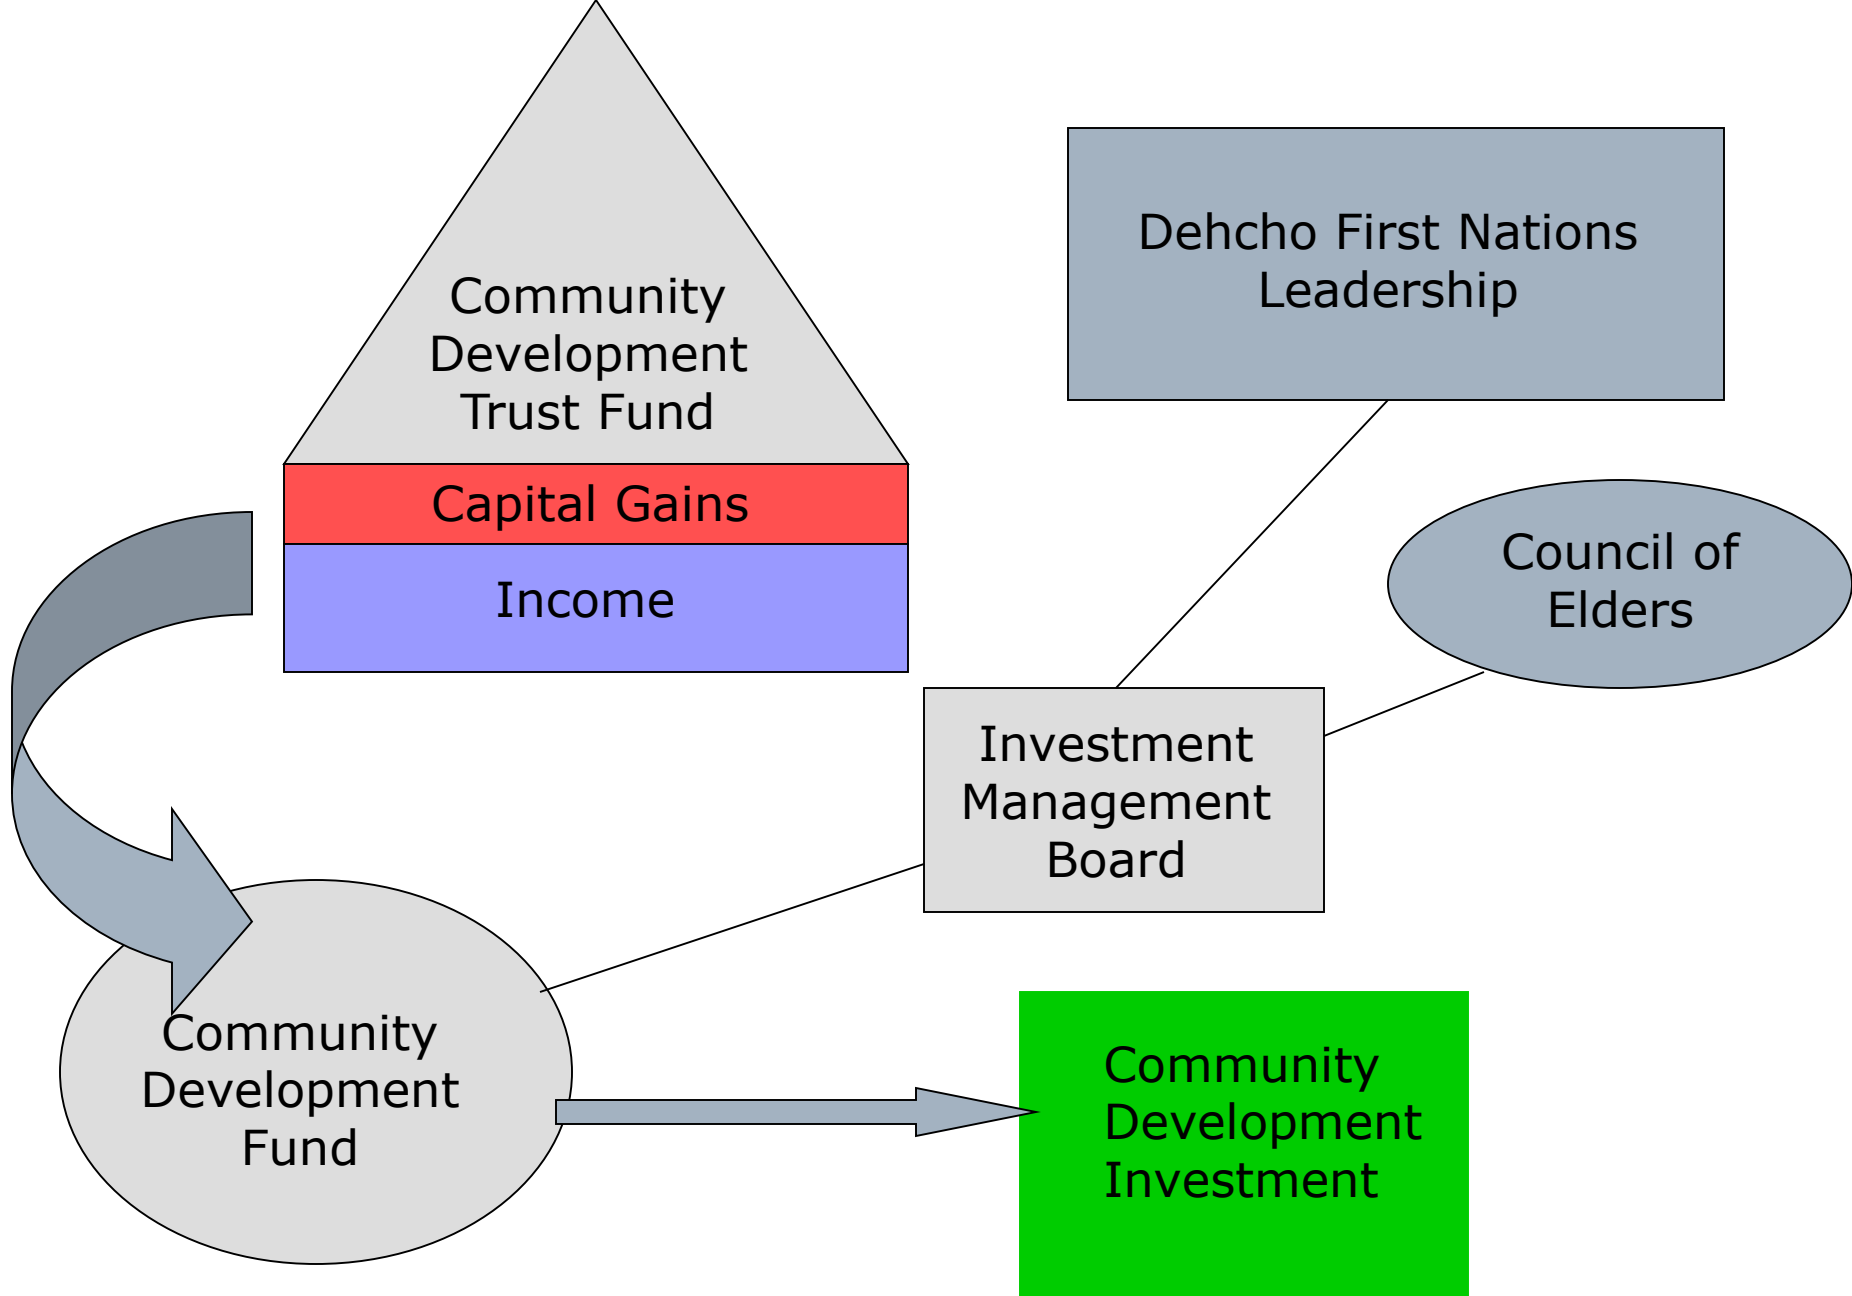 Community
Development
Trust Fund
Capital Gains
Income
Dehcho First Nations
Leadership
Council of
Elders
Investment
Management
Board
Community
Development
Fund
Community
Development
Investment